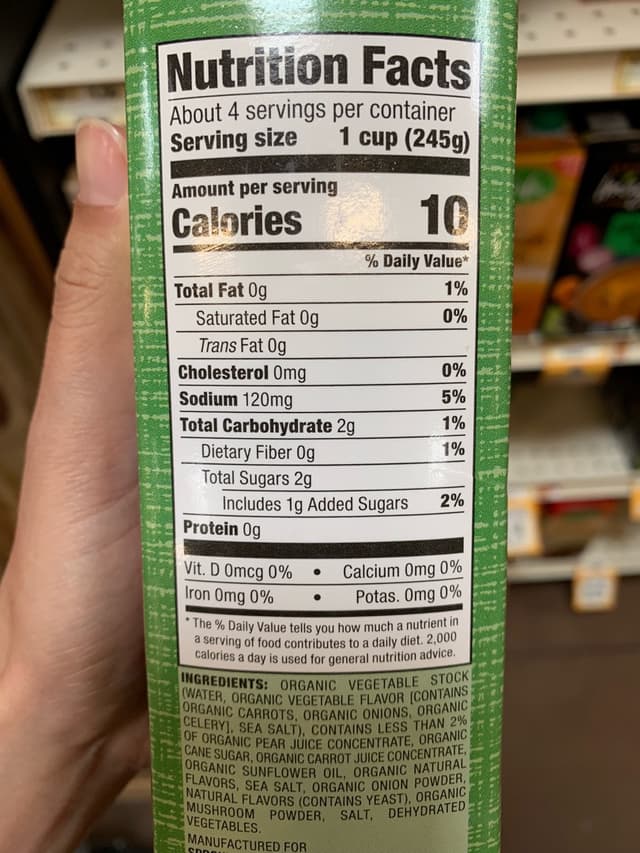 Nutrition Facts
About 4 servings per container
Serving size 1 cup (245g)
Amount per serving
Calories 10
% Daily Value*
Total Fat 0g 1%
Saturated Fat 0g 0%
Trans Fat 0g
Cholesterol 0mg 0%
Sodium 120mg 5%
Total Carbohydrate 2g 1%
Dietary Fiber 0g 1%
Total Sugars 2g
Includes 1g Added Sugars 2%
Protein 0g
Vit. D 0mcg 0% • Calcium 0mg 0%
Iron 0mg 0% • Potas. 0mg 0%
* The % Daily Value tells you how much a nutrient in
a serving of food contributes to a daily diet. 2,000
calories a day is used for general nutrition advice.
INGREDIENTS: ORGANIC VEGETABLE STOCK
(WATER, ORGANIC VEGETABLE FLAVOR [CONTAINS
ORGANIC CARROTS, ORGANIC ONIONS, ORGANIC
CELERY], SEA SALT), CONTAINS LESS THAN 2%
OF ORGANIC PEAR JUICE CONCENTRATE, ORGANIC
CANE SUGAR, ORGANIC CARROT JUICE CONCENTRATE,
ORGANIC SUNFLOWER OIL, ORGANIC NATURAL
FLAVORS, SEA SALT, ORGANIC ONION POWDER,
NATURAL FLAVORS (CONTAINS YEAST), ORGANIC
MUSHROOM POWDER, SALT, DEHYDRATED
VEGETABLES.
MANUFACTURED FOR